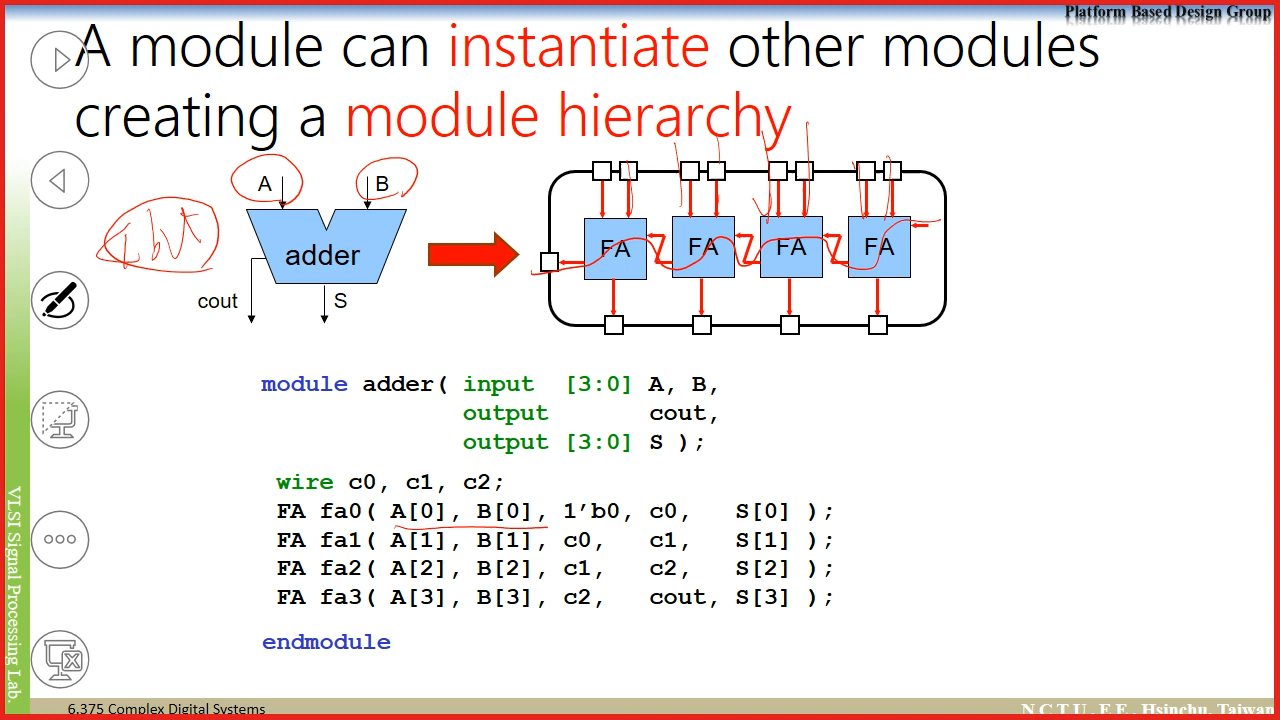 Platform Based Design Group
A module can instantiate other modules
creating a module hierarchy
A
B
adder
cout
S
FA
FA
FA
FA
module adder( input [3:0] A, B,
output cout,
output [3:0] S );
wire c0, c1, c2;
FA fa0( A[0], B[0], 1’b0, c0, S[0] );
FA fa1( A[1], B[1], c0, c1, S[1] );
FA fa2( A[2], B[2], c1, c2, S[2] );
FA fa3( A[3], B[3], c2, cout, S[3] );
endmodule
VLSI Signal Processing Lab.
6.375 Complex Digital Systems
N C T U . E E , Hsinchu, Taiwan